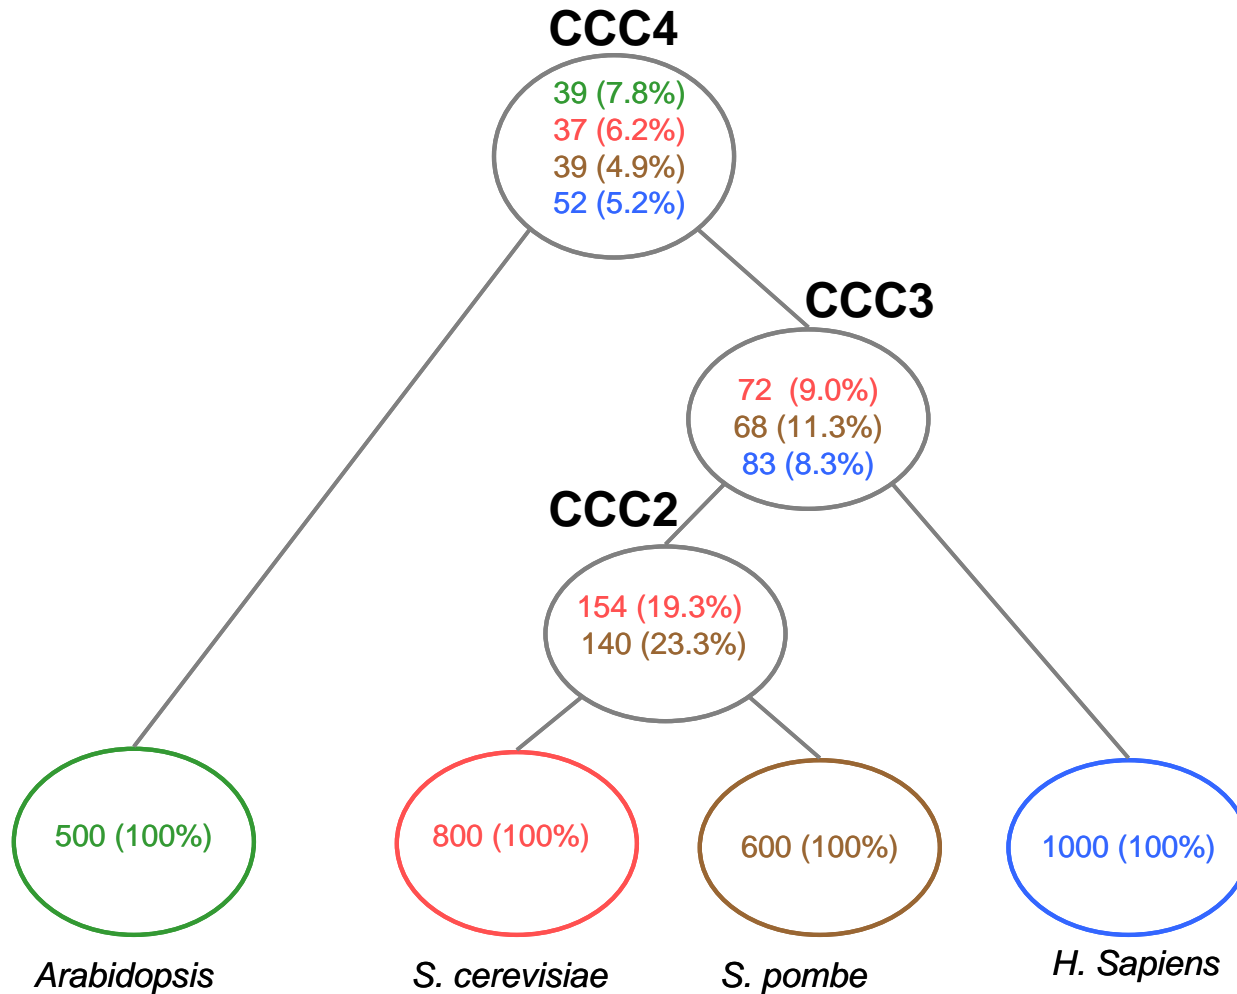 CCC4
39 (7.8%)
37 (6.2%)
39 (4.9%)
52 (5.2%)
CCC3
72 (9.0%)
68 (11.3%)
83 (8.3%)
CCC2
154 (19.3%)
140 (23.3%)
500 (100%)
800 (100%)
600 (100%)
1000 (100%)
Arabidopsis
S. cerevisiae
S. pombe
H. Sapiens